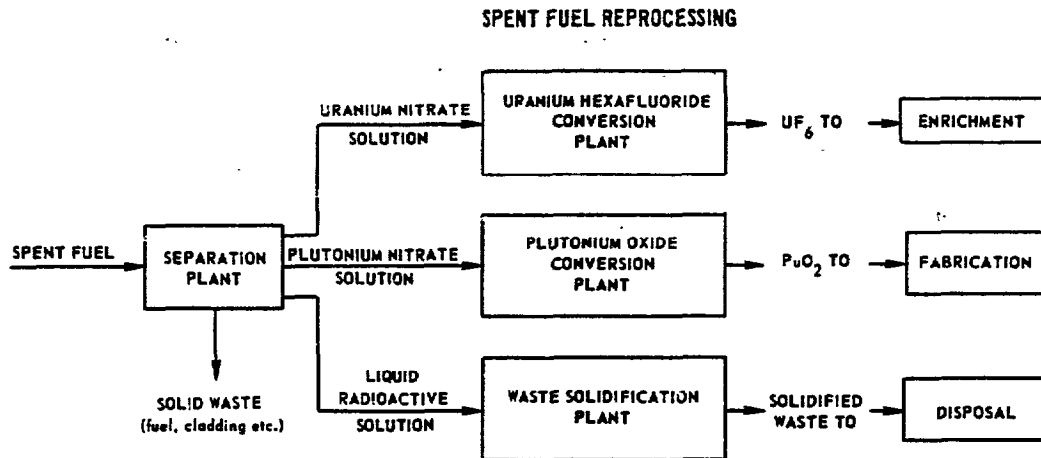 SPENT FUEL REPROCESSING
URANIUM NITRATE
SOLUTION
URANIUM HEXAFLUORIDE
CONVERSION
PLANT
UF6 TO
ENRICHMENT
SPENT FUEL
SEPARATION
PLANT
PLUTONIUM NITRATE
SOLUTION
PLUTONIUM OXIDE
CONVERSION
PLANT
PuO2 TO
FABRICATION
SOLID WASTE
(fuel, cladding etc.)
LIQUID
RADIOACTIVE
SOLUTION
WASTE SOLIDIFICATION
PLANT
SOLIDIFIED
WASTE TO
DISPOSAL